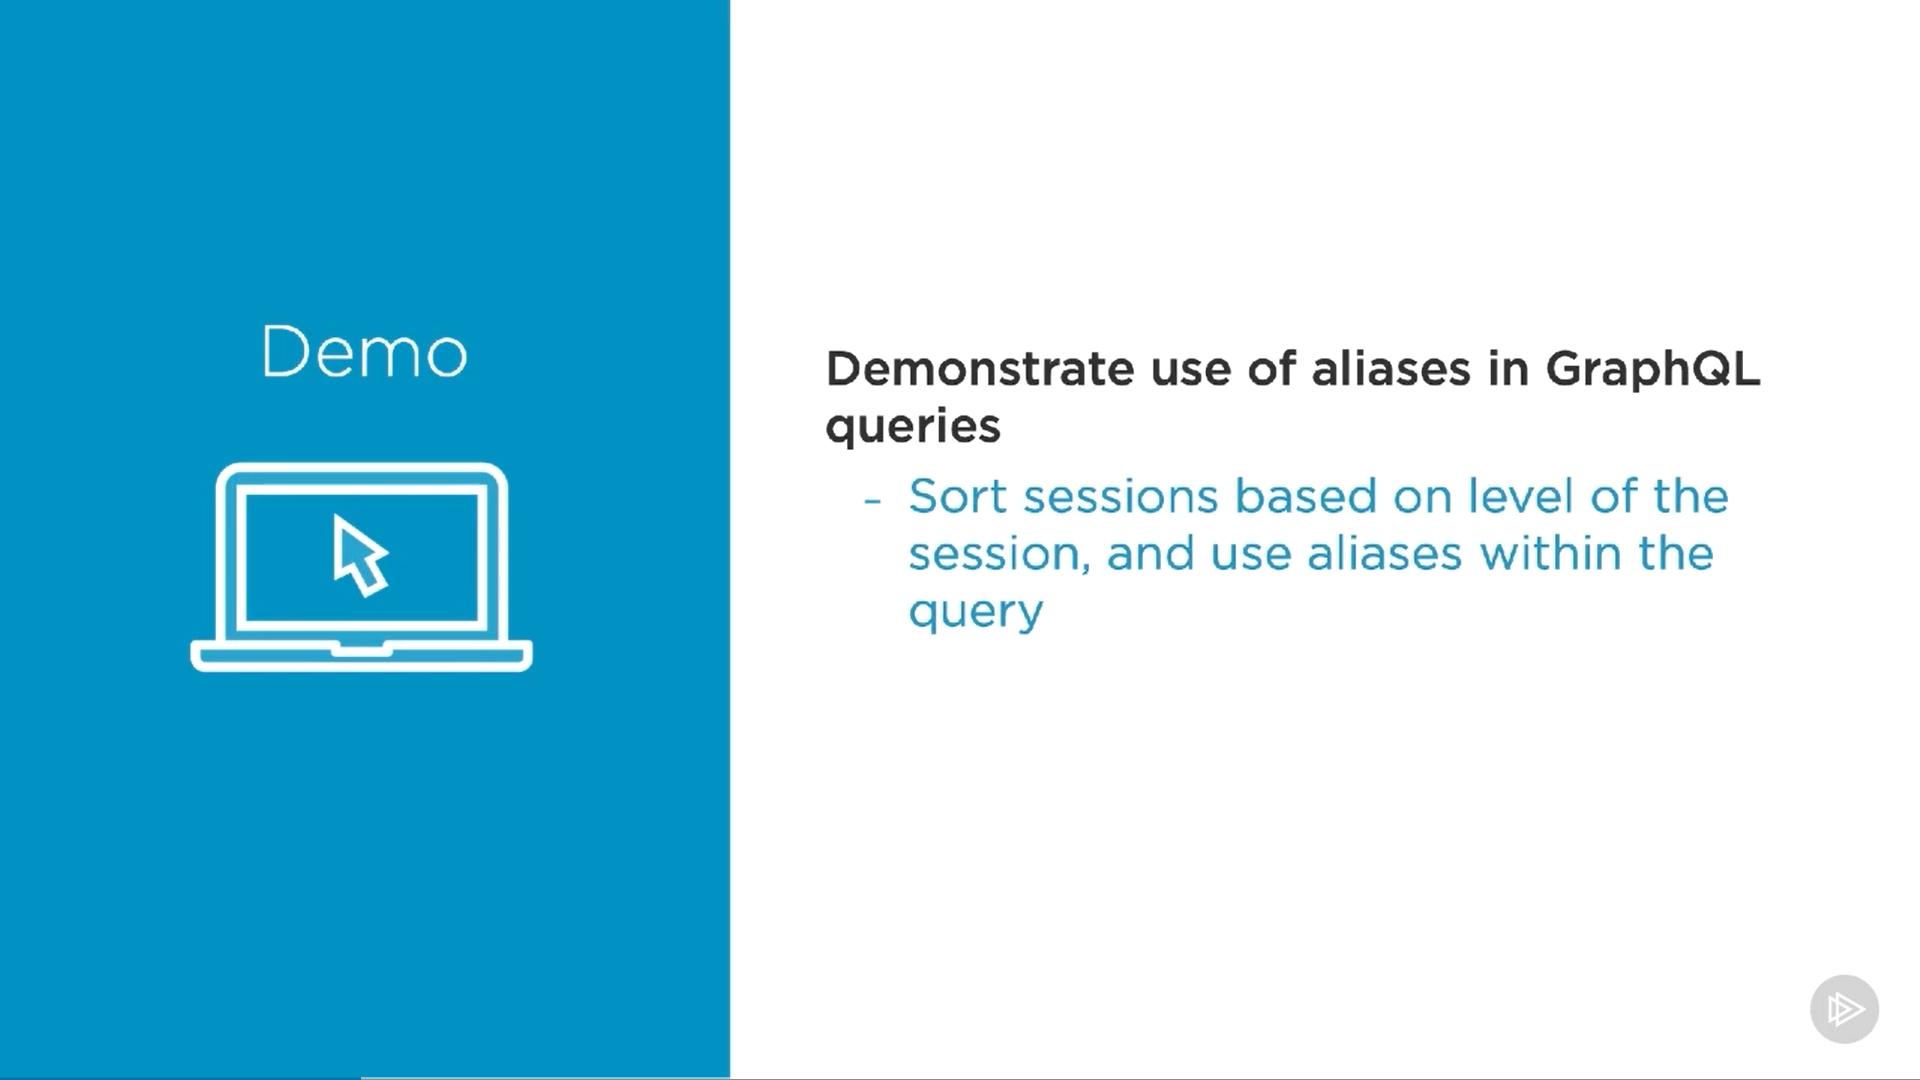 Demo
Demonstrate use of aliases in GraphQL
queries
- Sort sessions based on level of the
session, and use aliases within the
query